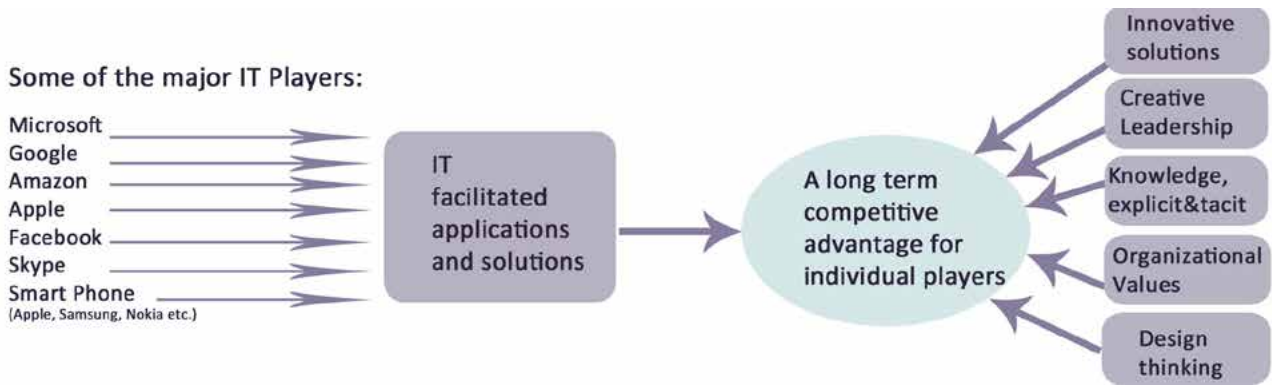 Some of the major IT Players:
Microsoft
Google
Amazon
Apple
Facebook
Skype
Smart Phone
(Apple, Samsung, Nokia etc.)
IT
facilitated
applications
and solutions
A long term
competitive
advantage for
individual players
Innovative
solutions
Creative
Leadership
Knowledge,
explicit&tacit
Organizational
Values
Design
thinking